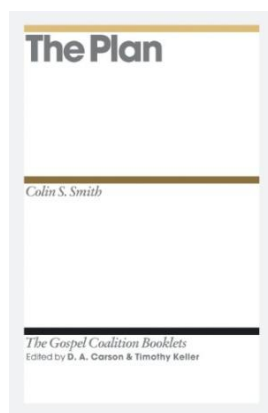 The Plan
Colin S. Smith
The Gospel Coalition Booklets
Edited by D. A. Carson & Timothy Keller